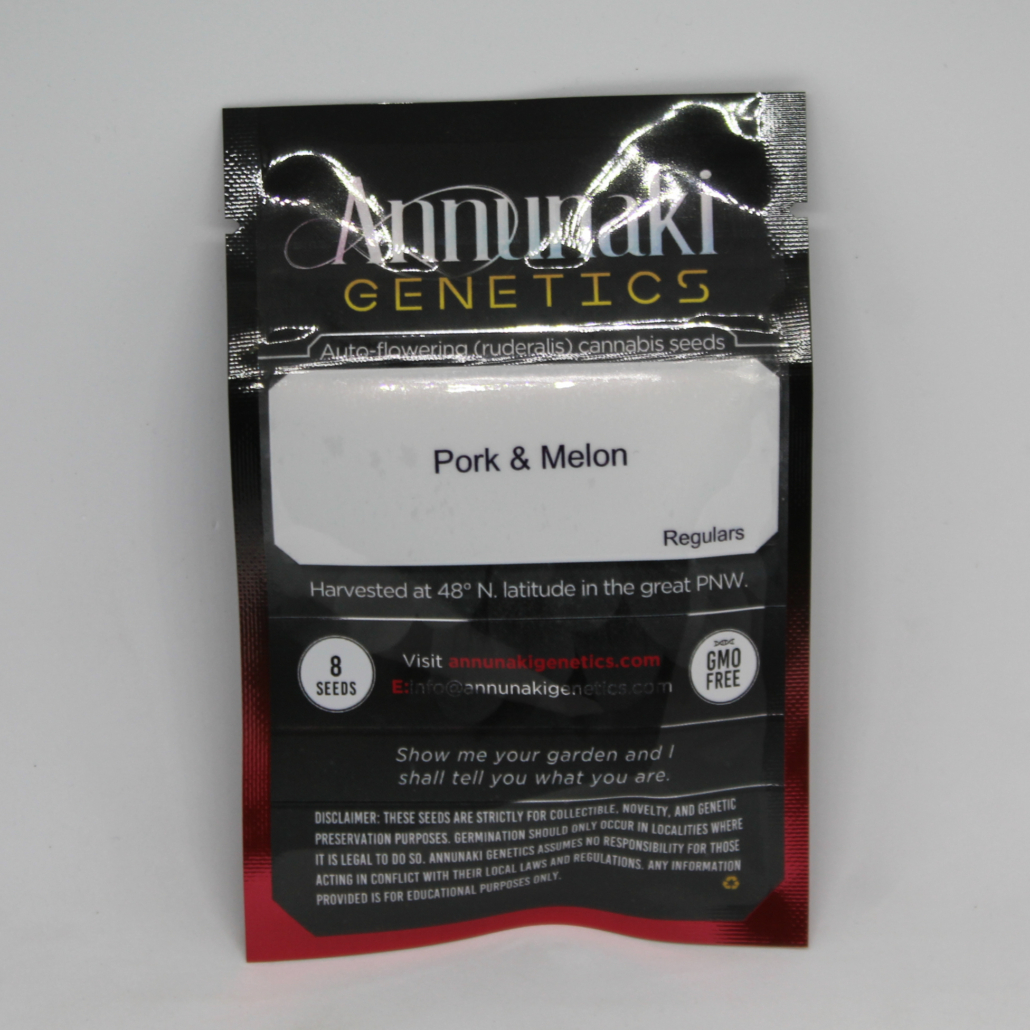 Annunaki
GENETICS
Auto-flowering (ruderalis) cannabis seeds
Pork & Melon
Regulars
Harvested at 48° N. latitude in the great PNW.
8
SEEDS
Visit annunakigenetics.com
E:info@annunakigenetics.com
GMO
FREE
Show me your garden and I
shall tell you what you are.
DISCLAIMER: THESE SEEDS ARE STRICTLY FOR COLLECTIBLE, NOVELTY, AND GENETIC
PRESERVATION PURPOSES. GERMINATION SHOULD ONLY OCCUR IN LOCALITIES WHERE
IT IS LEGAL TO DO SO. ANNUNAKI GENETICS ASSUMES NO RESPONSIBILITY FOR THOSE
ACTING IN CONFLICT WITH THEIR LOCAL LAWS AND REGULATIONS. ANY INFORMATION
PROVIDED IS FOR EDUCATIONAL PURPOSES ONLY.